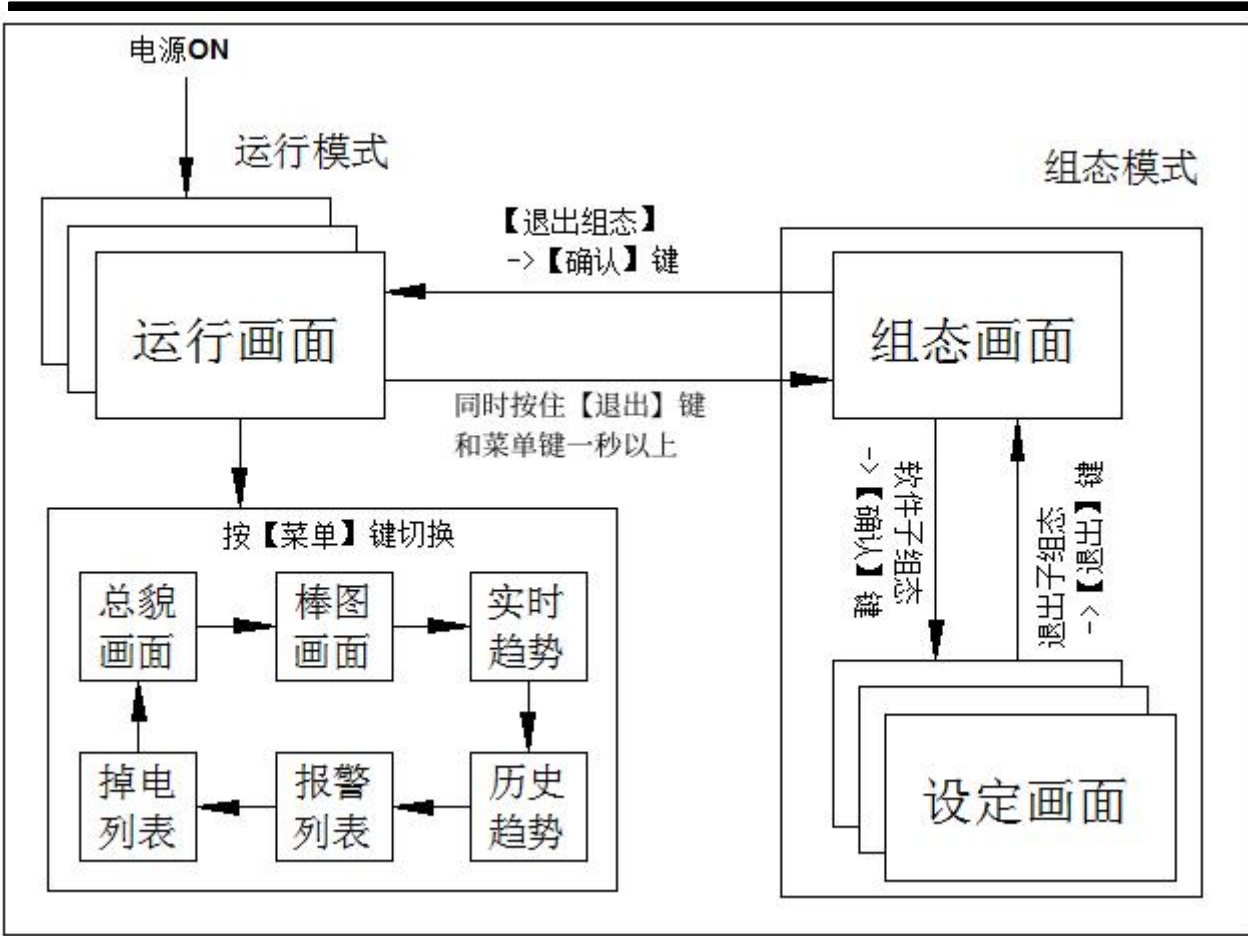 电源ON
运行模式
组态模式
【退出组态】
->【确认】键
运行画面
组态画面
同时按住【退出】键
和菜单键一秒以上
软件子组态
->【确认】键
退出子组态
->【退出】键
按【菜单】键切换
总貌
画面
棒图
画面
实时
趋势
掉电
列表
报警
列表
历史
趋势
设定画面